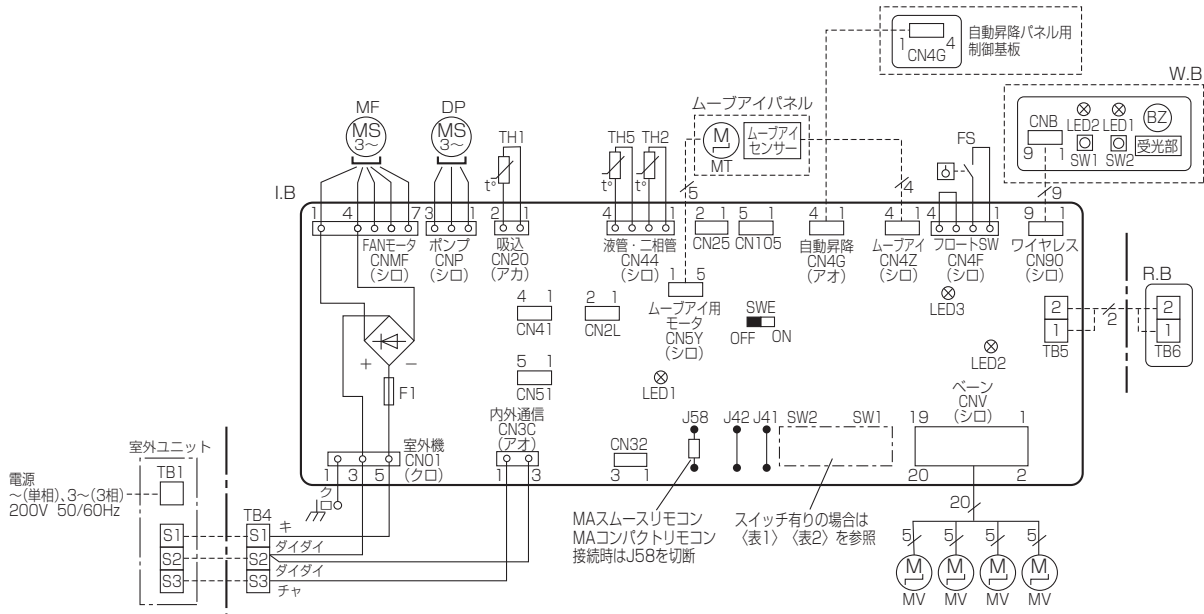 自動昇降パネル用
制御基板
1 4
CN4G
W.B
CNB
LED2 LED1
BZ
受光部
9 1
SW1 SW2
9
ムーブアイパネル
M
MT
ムーブアイ
センサー
5
4
MF
MS
3～
DP
MS
3～
TH1
t°
TH5 TH2
t° t°
FS
I.B
1 4 7
FANモータ
CNMF
(シロ)
3 1
ポンプ
CNP
(シロ)
2 1
吸込
CN20
(アカ)
4 1
液管・二相管
CN44
(シロ)
2 1
CN25
5 1
CN105
4 1
自動昇降
CN4G
(アオ)
4 1
ムーブアイ
CN4Z
(シロ)
4 1
フロートSW
CN4F
(シロ)
9 1
ワイヤレス
CN90
(シロ)
R.B
2
1
TB5
2
2
1
TB6
4 1
CN41
2 1
CN2L
1 5
ムーブアイ用
モータ
CN5Y
(シロ)
SWE
OFF ON
LED3
LED2
+ −
F1
5 1
CN51
LED1
内外通信
CN3C
(アオ)
1 3
室外機
CN01
(クロ)
1 3 5
クロ
CN32
3 1
J58
J42 J41
SW2 SW1
ベーン
CNV
(シロ)
19 1
20 2
室外ユニット
TB1
電源
～(単相)、3～(3相)
200V 50/60Hz
S1
S2
S3
TB4
S1
S2
S3
キ
ダイダイ
ダイダイ
チャ
MAスムースリモコン
MAコンパクトリモコン
接続時はJ58を切断
スイッチ有りの場合は
〈表1〉〈表2〉を参照
20
5 5 5 5
M M M M
MV MV MV MV